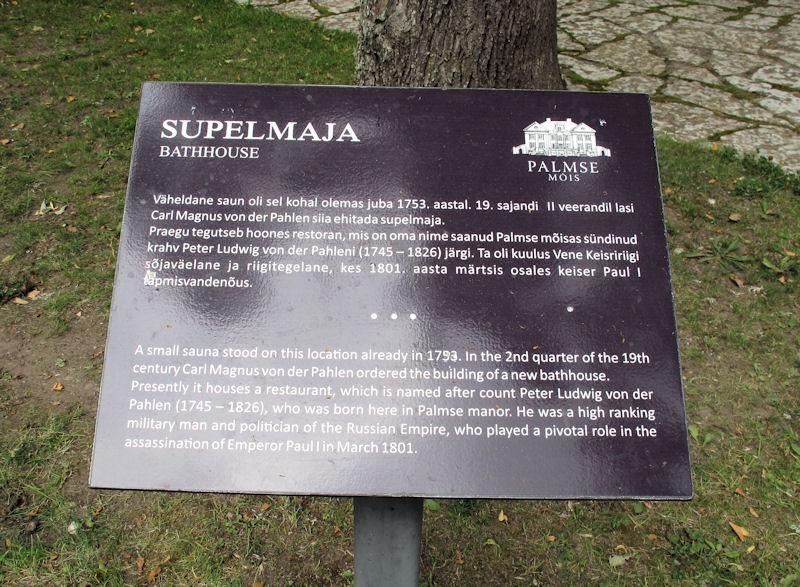 SUPELMAJA
BATHHOUSE
PALMSE
MÕIS
Väheldane saun oli sel kohal olemas juba 1753. aastal. 19. sajandi II veerandil lasi
Carl Magnus von der Pahlen siia ehitada supelmaja.
Praegu tegutseb hoones restoran, mis on oma nime saanud Palmse mõisas sündinud
krahv Peter Ludwig von der Pahleni (1745 – 1826) järgi. Ta oli kuulus Vene Keisririigi
sõjaväelane ja riigitegelane, kes 1801. aasta märtsis osales keiser Paul I
tapmisvandenõus.
A small sauna stood on this location already in 1753. In the 2nd quarter of the 19th
century Carl Magnus von der Pahlen ordered the building of a new bathhouse.
Presently it houses a restaurant, which is named after count Peter Ludwig von der
Pahlen (1745 – 1826), who was born here in Palmse manor. He was a high ranking
military man and politician of the Russian Empire, who played a pivotal role in the
assassination of Emperor Paul I in March 1801.